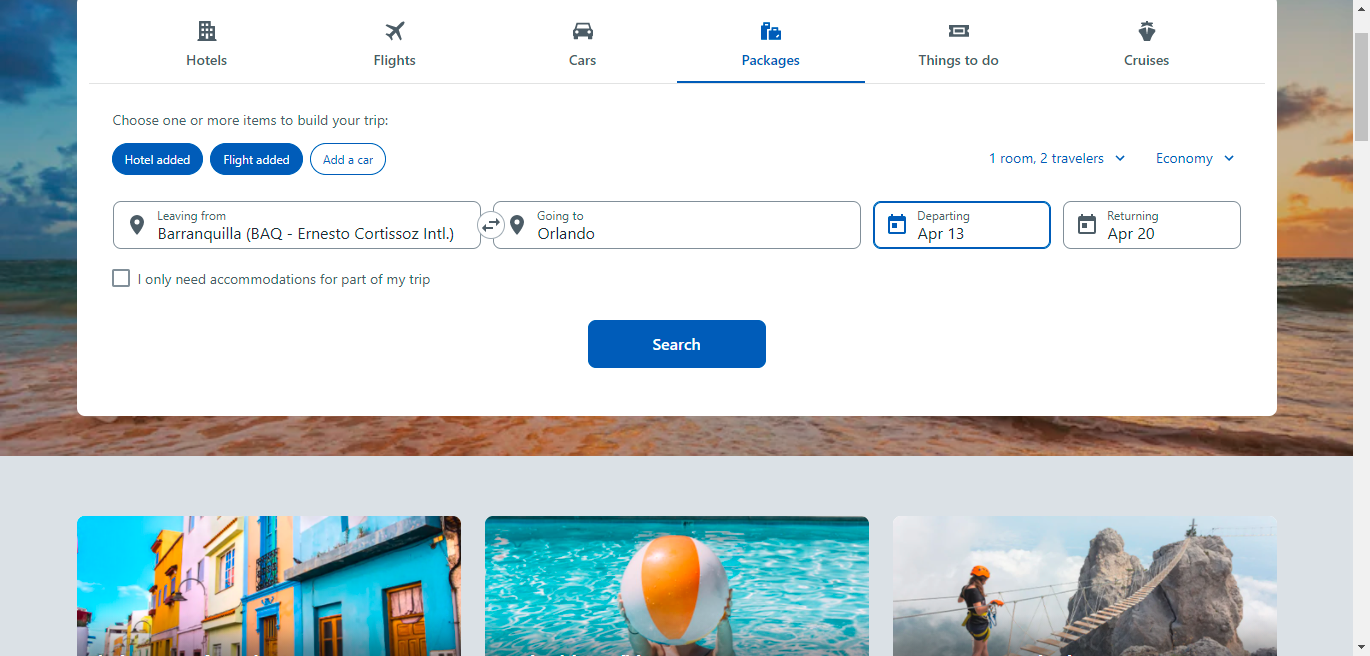 Hotels
Flights
Cars
Packages
Things to do
Cruises
Choose one or more items to build your trip:
Hotel added
Flight added
Add a car
1 room, 2 travelers
Economy
Leaving from
Barranquilla (BAQ - Ernesto Cortissoz Intl.)
Going to
Orlando
Departing
Apr 13
Returning
Apr 20
I only need accommodations for part of my trip
Search